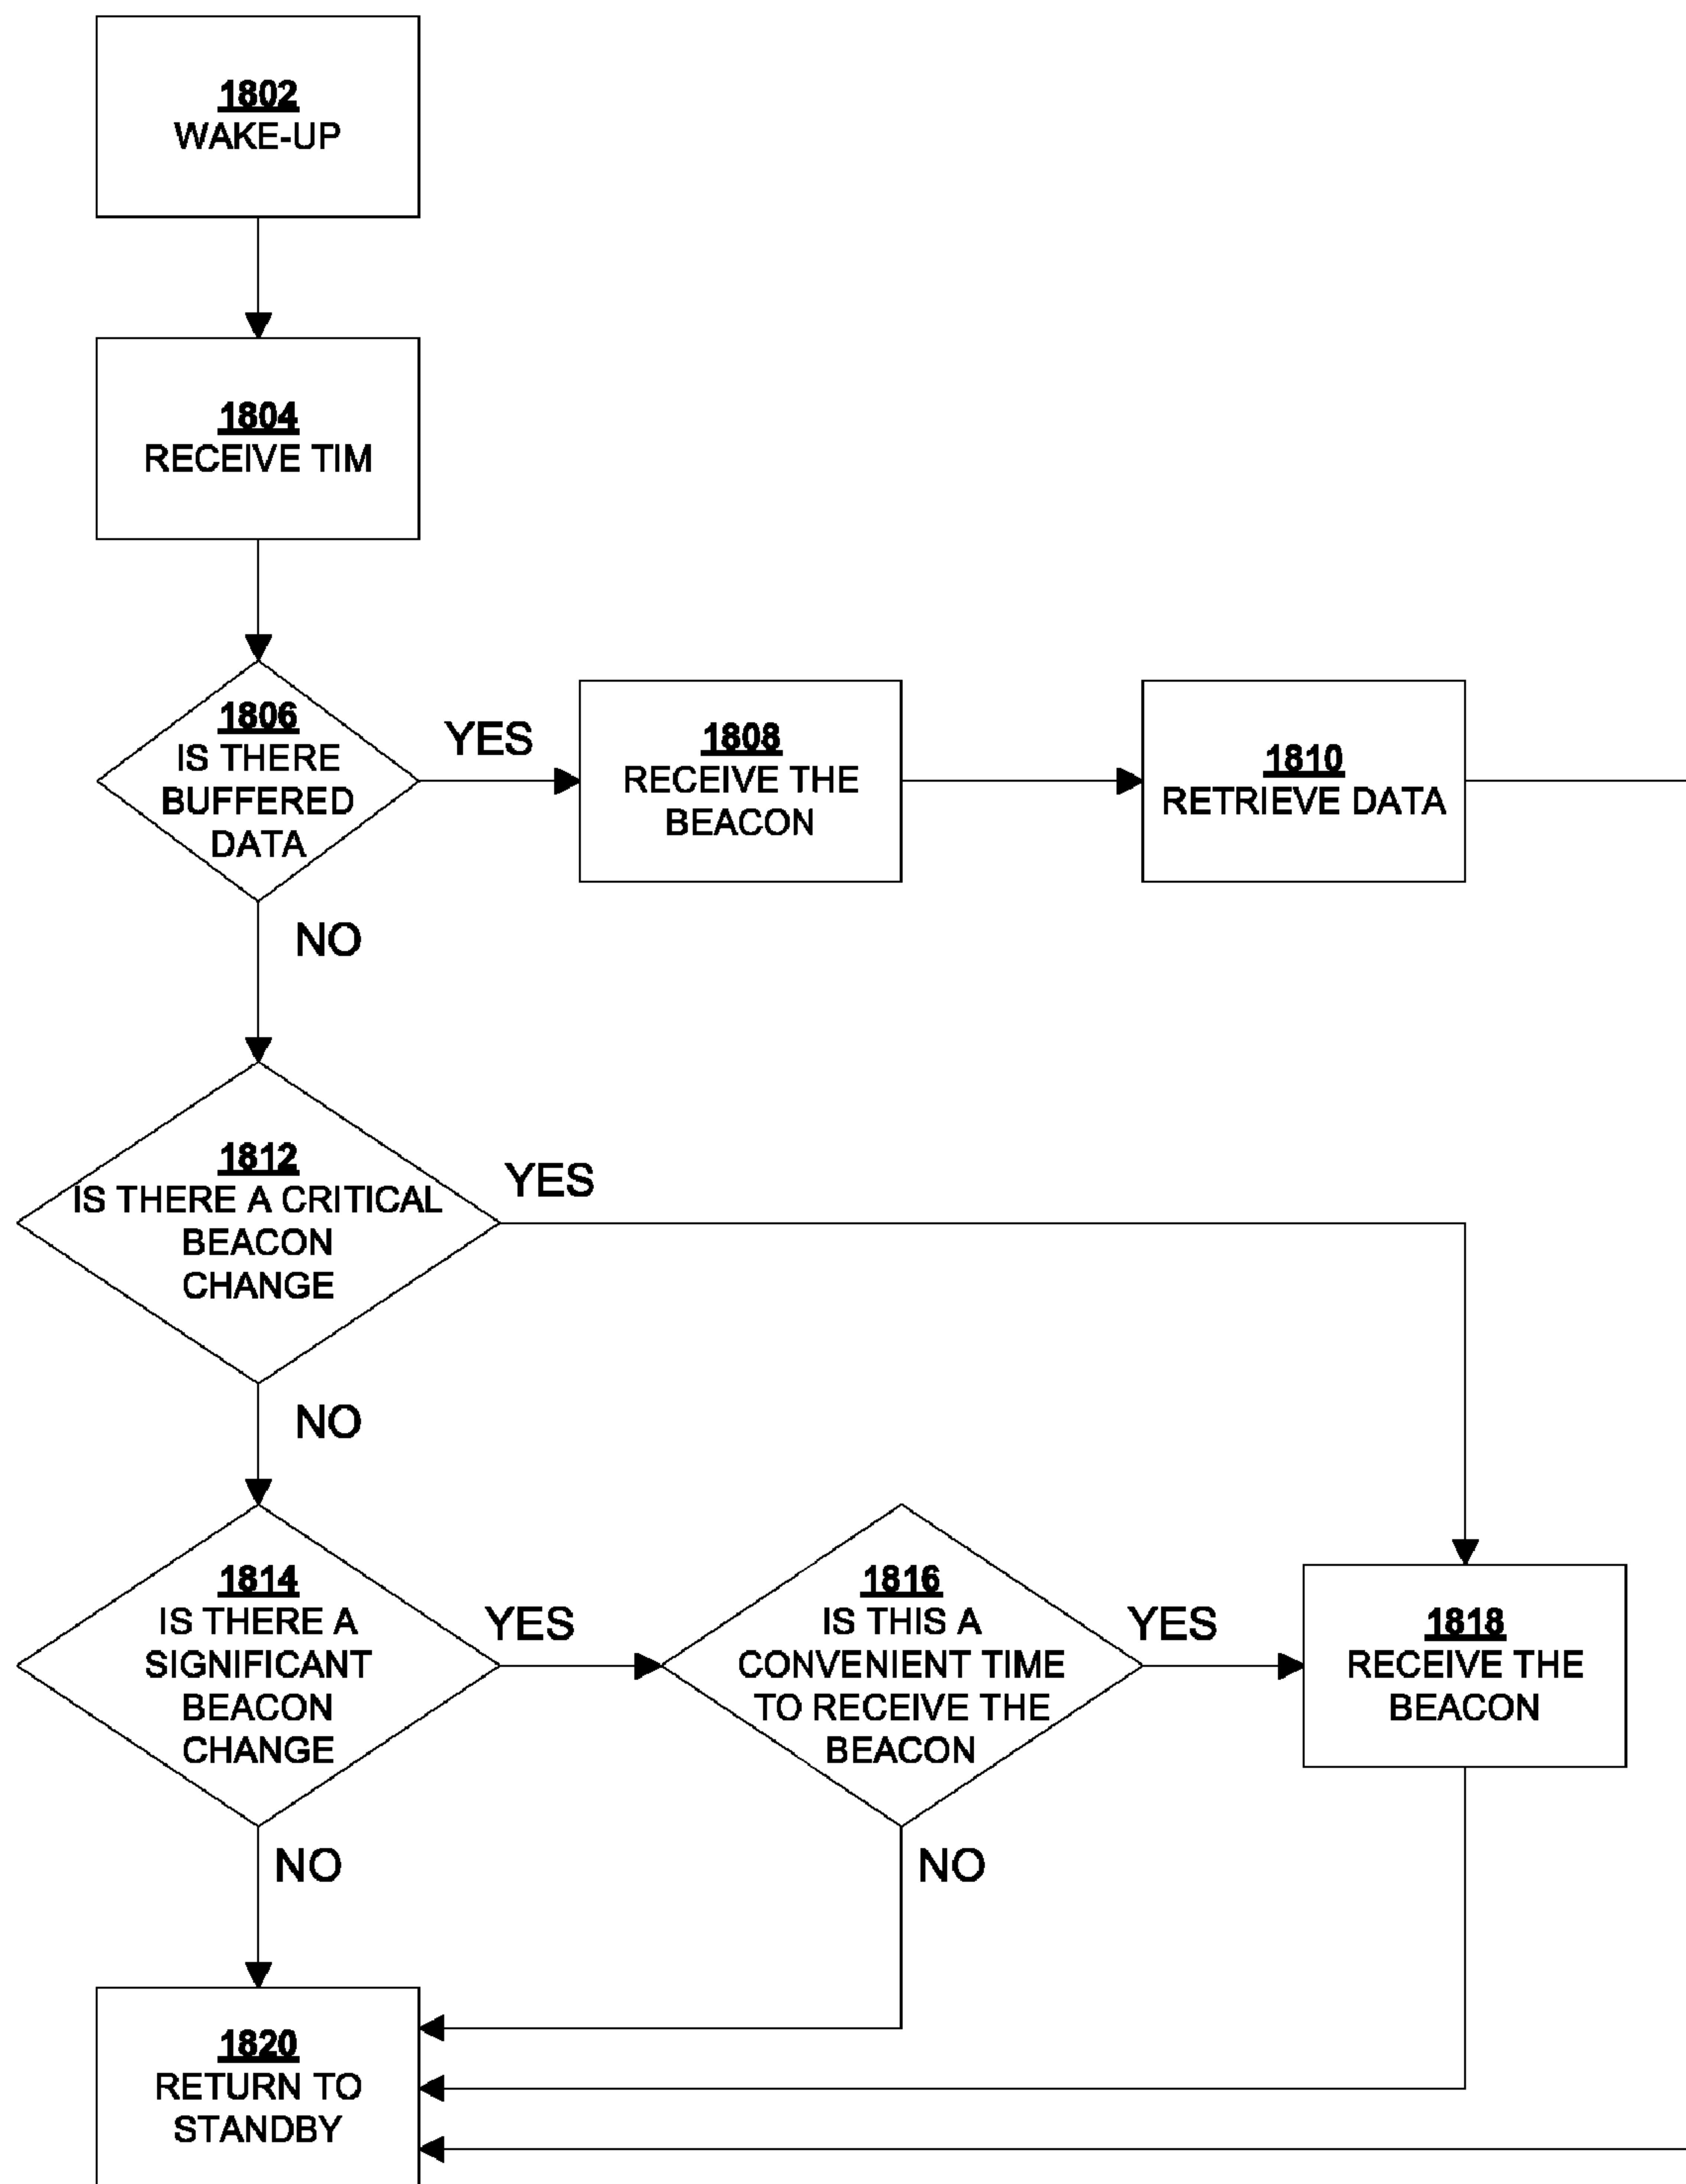 1802
WAKE-UP
1804
RECEIVE TIM
1806
IS THERE
BUFFERED
DATA
YES
1808
RECEIVE THE
BEACON
1810
RETRIEVE DATA
NO
1812
IS THERE A CRITICAL
BEACON
CHANGE
YES
NO
1814
IS THERE A
SIGNIFICANT
BEACON
CHANGE
YES
1816
IS THIS A
CONVENIENT TIME
TO RECEIVE THE
BEACON
YES
1818
RECEIVE THE
BEACON
NO
NO
1820
RETURN TO
STANDBY